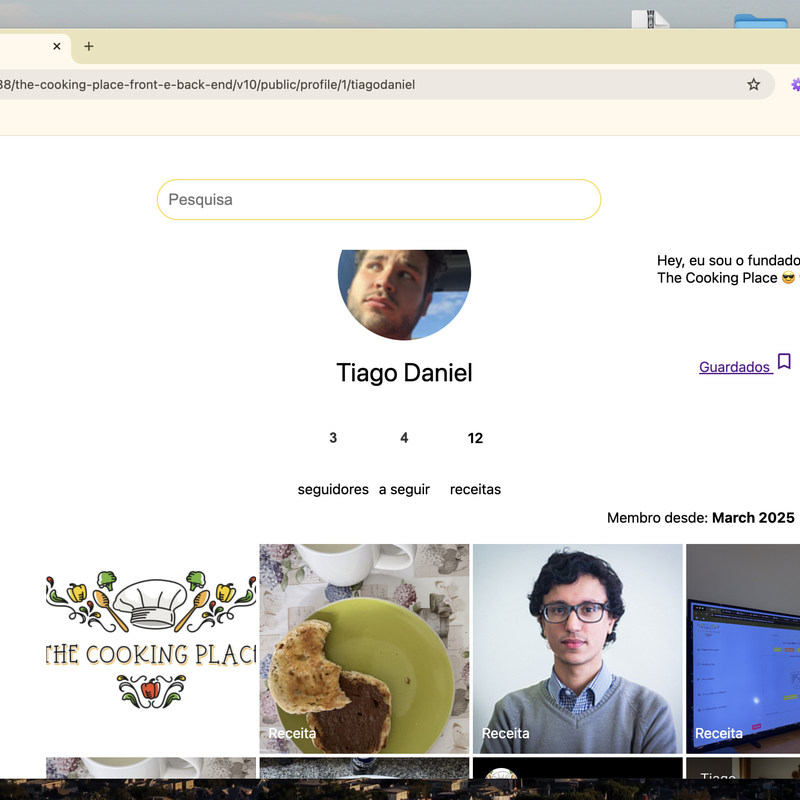 38/the-cooking-place-front-e-back-end/v10/public/profile/1/tiagodaniel
Pesquisa
Hey, eu sou o fundado
The Cooking Place 😎
Tiago Daniel
Guardados
3 4 12
seguidores a seguir receitas
Membro desde: March 2025
THE COOKING PLACE
Receita
Receita
Receita
Tiago